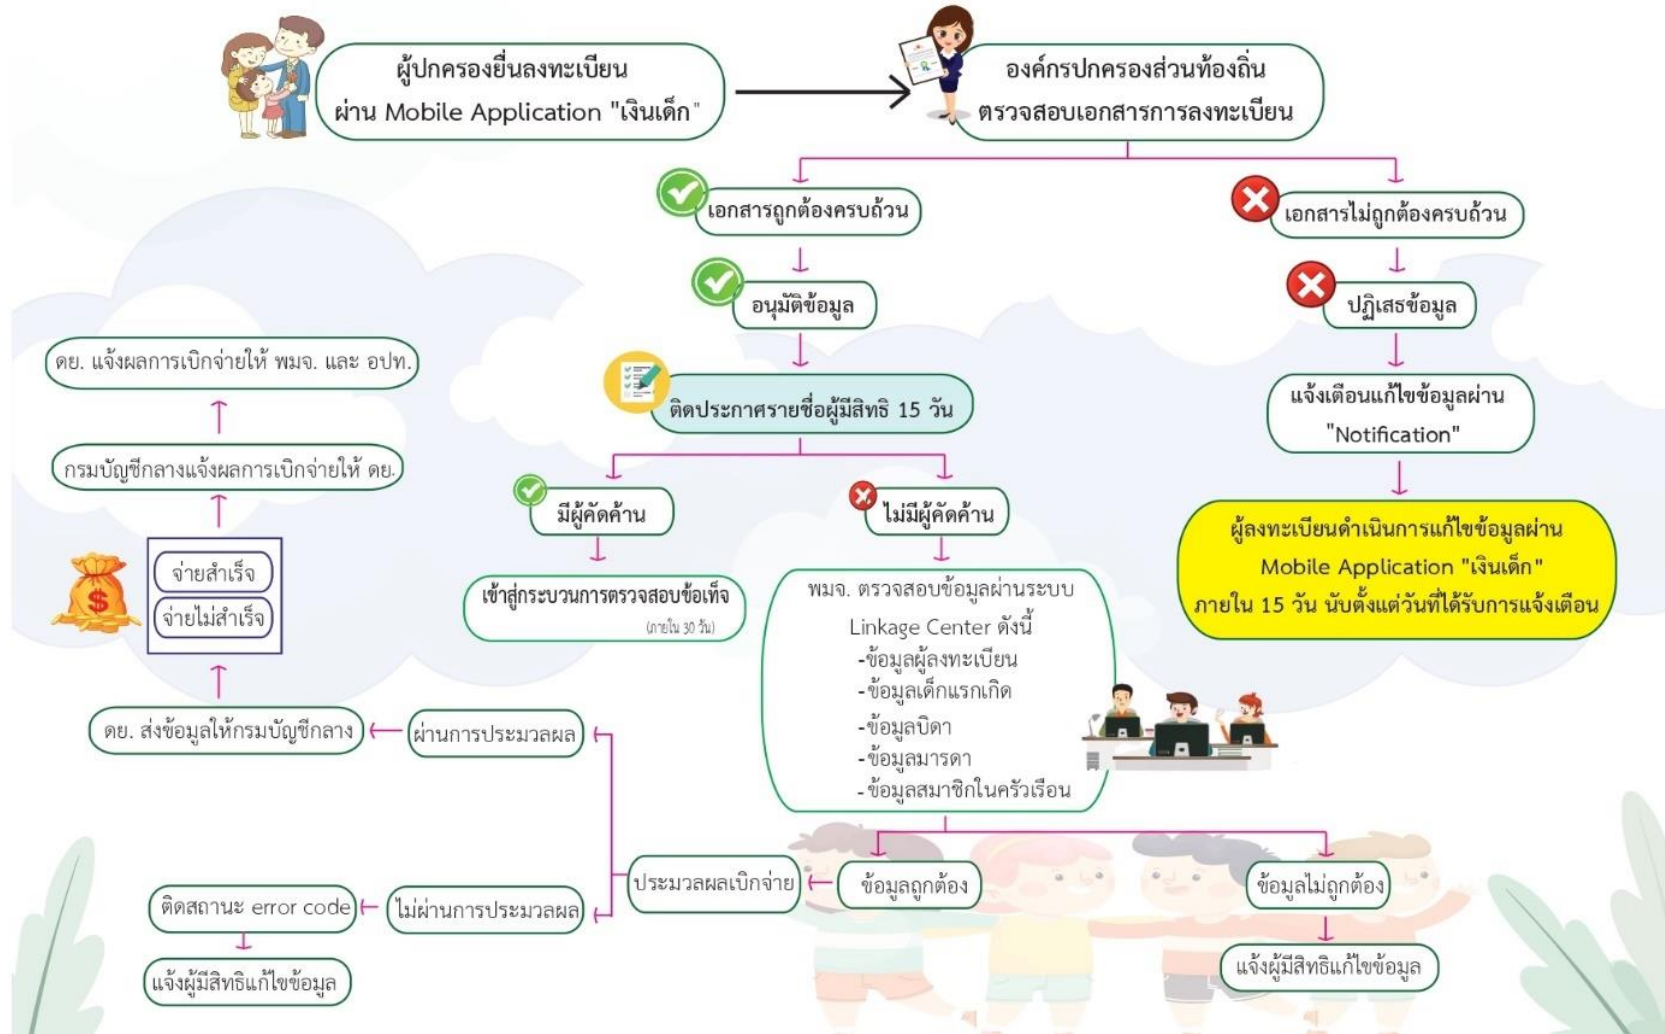 ผู้ปกครองยื่นลงทะเบียน
ผ่าน Mobile Application "เงินเด็ก"
องค์กรปกครองส่วนท้องถิ่น
ตรวจสอบเอกสารการลงทะเบียน
เอกสารถูกต้องครบถ้วน
เอกสารไม่ถูกต้องครบถ้วน
อนุมัติข้อมูล
ปฏิเสธข้อมูล
ติดประกาศรายชื่อผู้มีสิทธิ 15 วัน
แจ้งเตือนแก้ไขข้อมูลผ่าน
"Notification"
มีผู้คัดค้าน
ไม่มีผู้คัดค้าน
ผู้ลงทะเบียนดำเนินการแก้ไขข้อมูลผ่าน
Mobile Application "เงินเด็ก"
ภายใน 15 วัน นับตั้งแต่วันที่ได้รับการแจ้งเตือน
เข้าสู่กระบวนการตรวจสอบข้อเท็จ
(ภายใน 30 วัน)
พมจ. ตรวจสอบข้อมูลผ่านระบบ
Linkage Center ดังนี้
-ข้อมูลผู้ลงทะเบียน
-ข้อมูลเด็กแรกเกิด
-ข้อมูลบิดา
-ข้อมูลมารดา
-ข้อมูลสมาชิกในครัวเรือน
ข้อมูลถูกต้อง
ข้อมูลไม่ถูกต้อง
แจ้งผู้มีสิทธิแก้ไขข้อมูล
ประมวลผลเบิกจ่าย
ผ่านการประมวลผล
ไม่ผ่านการประมวลผล
ติดสถานะ error code
แจ้งผู้มีสิทธิแก้ไขข้อมูล
ดย. ส่งข้อมูลให้กรมบัญชีกลาง
จ่ายสำเร็จ
จ่ายไม่สำเร็จ
กรมบัญชีกลางแจ้งผลการเบิกจ่ายให้ ดย.
ดย. แจ้งผลการเบิกจ่ายให้ พมจ. และ อปท.